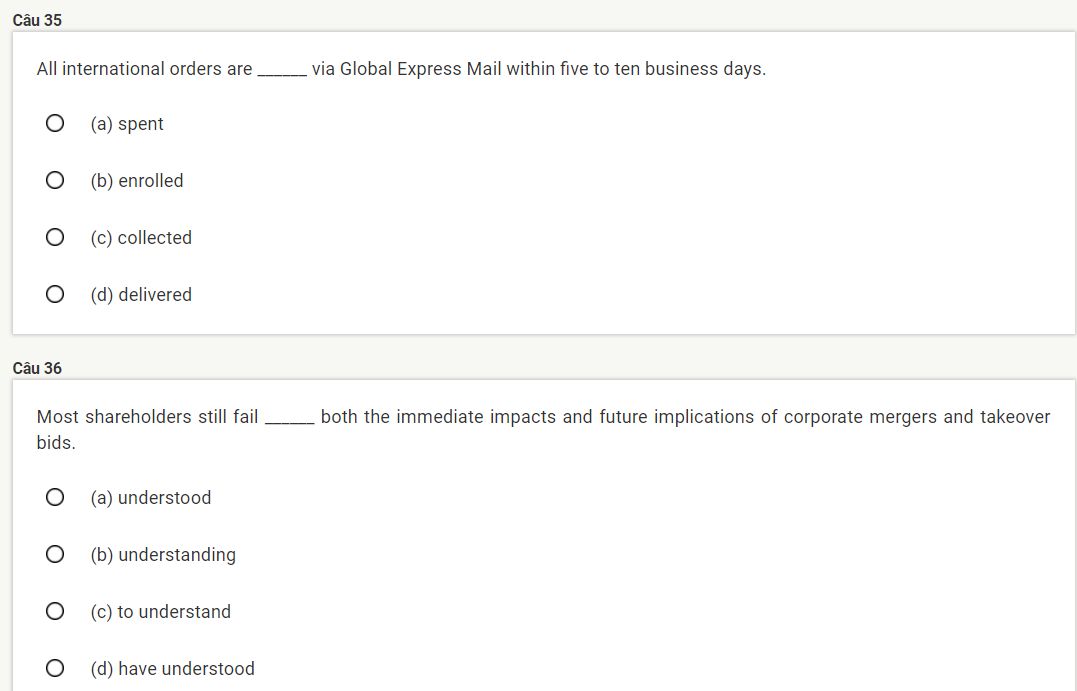 Câu 35
All international orders are ______ via Global Express Mail within five to ten business days.
(a) spent
(b) enrolled
(c) collected
(d) delivered
Câu 36
Most shareholders still fail ______ both the immediate impacts and future implications of corporate mergers and takeover
bids.
(a) understood
(b) understanding
(c) to understand
(d) have understood